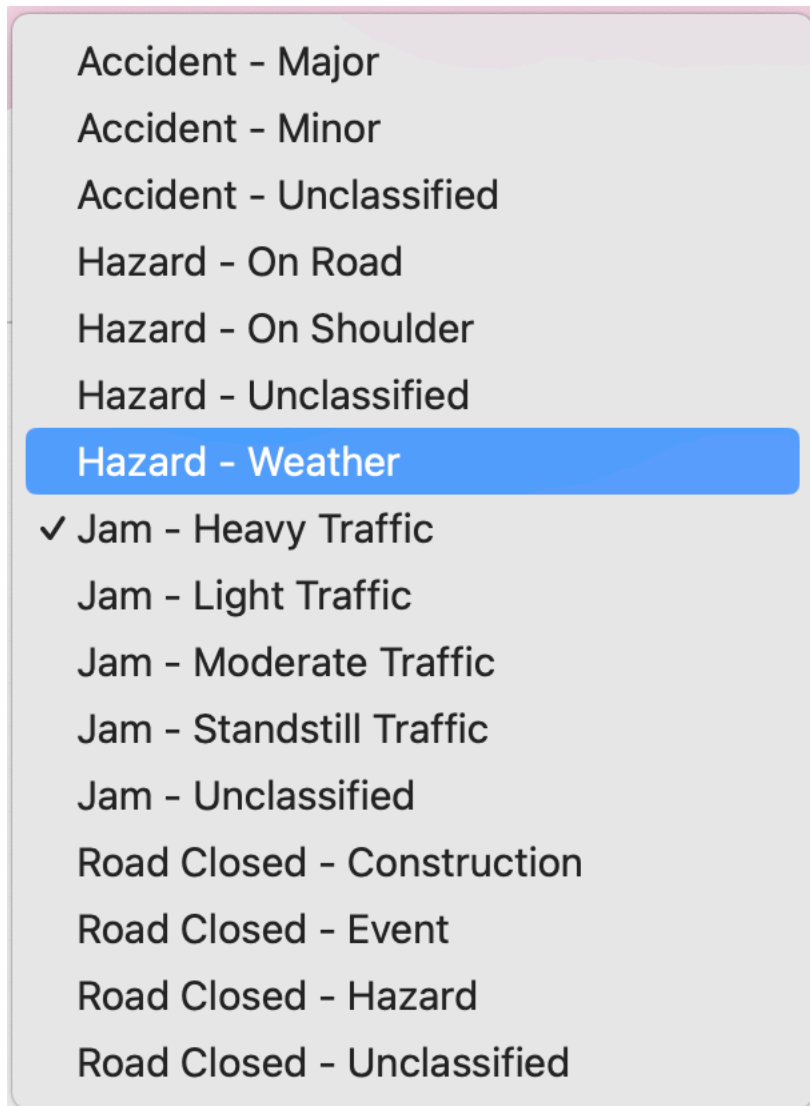 Accident - Major
Accident - Minor
Accident - Unclassified
Hazard - On Road
Hazard - On Shoulder
Hazard - Unclassified
Hazard - Weather
✓ Jam - Heavy Traffic
Jam - Light Traffic
Jam - Moderate Traffic
Jam - Standstill Traffic
Jam - Unclassified
Road Closed - Construction
Road Closed - Event
Road Closed - Hazard
Road Closed - Unclassified